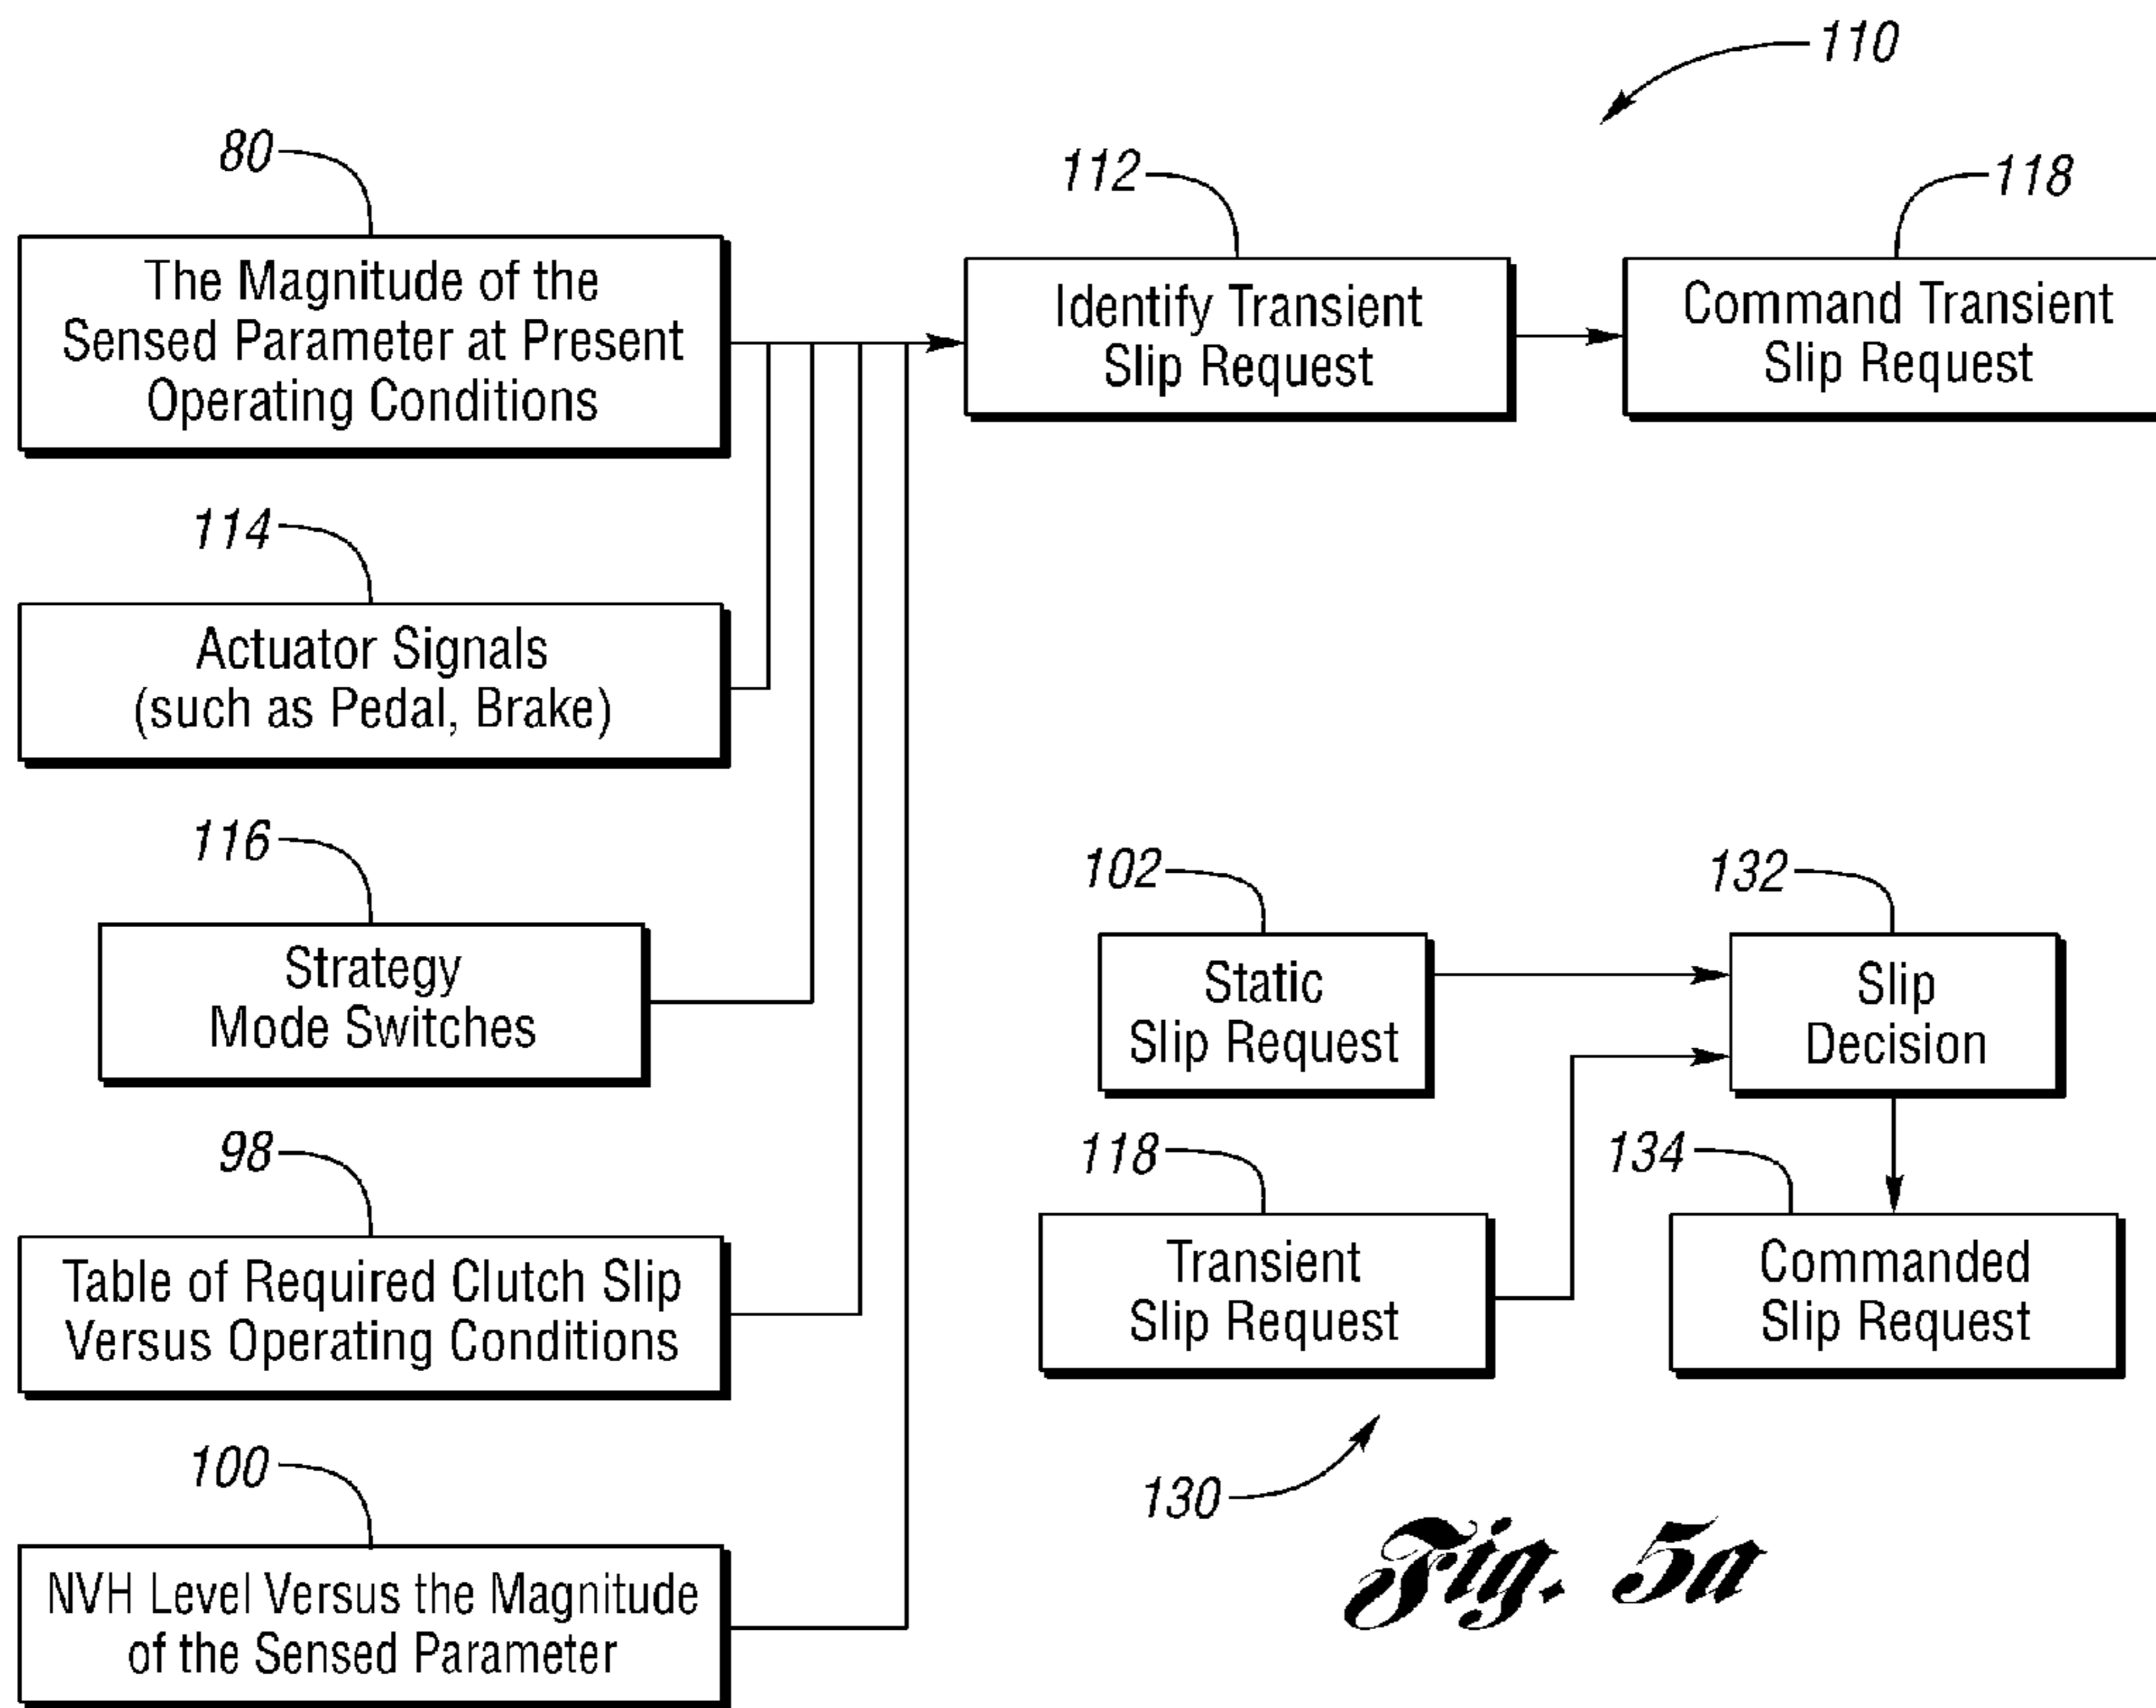 110
80
The Magnitude of the
Sensed Parameter at Present
Operating Conditions
112
Identify Transient
Slip Request
118
Command Transient
Slip Request
114
Actuator Signals
(such as Pedal, Brake)
116
Strategy
Mode Switches
98
Table of Required Clutch Slip
Versus Operating Conditions
100
NVH Level Versus the Magnitude
of the Sensed Parameter
102
Static
Slip Request
132
Slip
Decision
118
Transient
Slip Request
134
Commanded
Slip Request
130
Fig. 5a